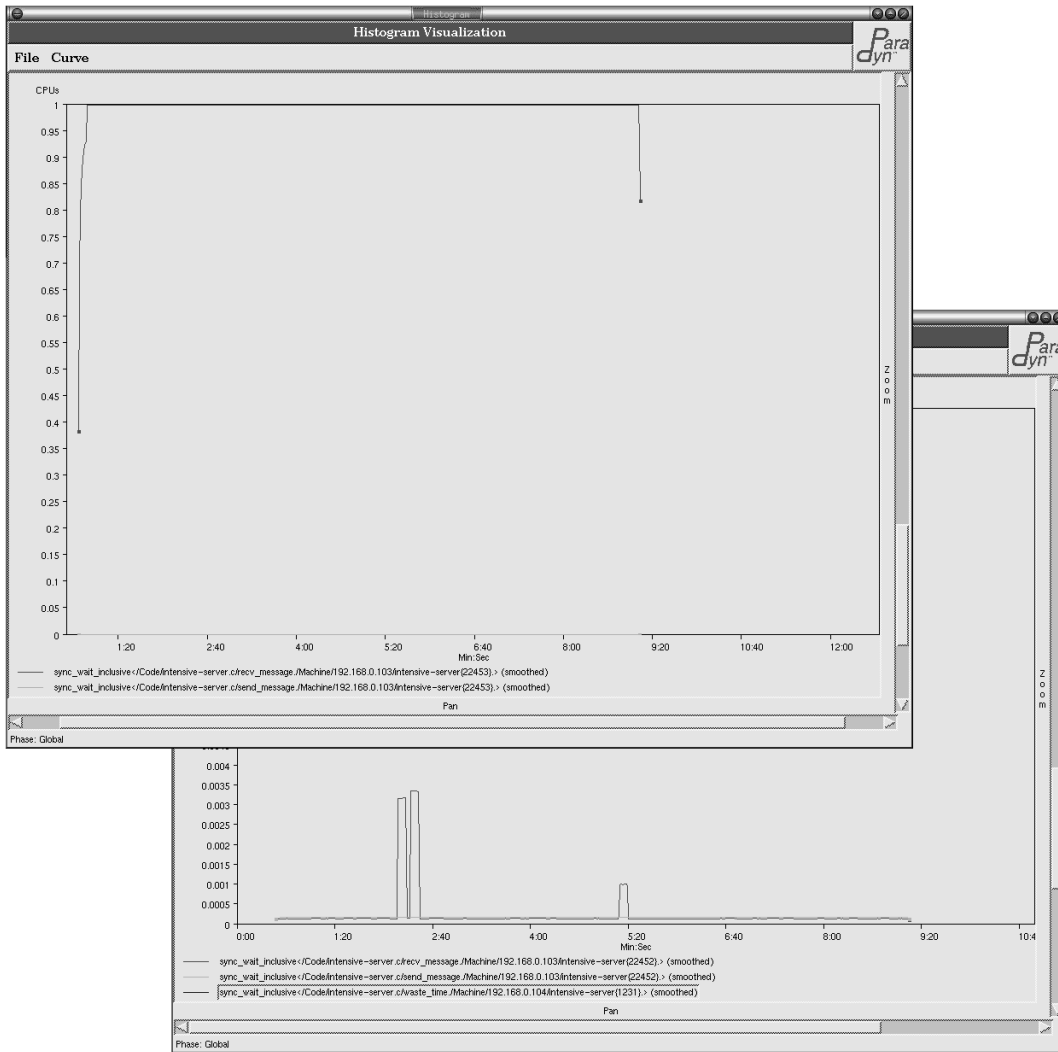 Histogram
Histogram Visualization
Paradyn
File Curve
CPUs
1
0.95
0.9
0.85
0.8
0.75
0.7
0.65
0.6
0.55
0.5
0.45
0.4
0.35
0.3
0.25
0.2
0.15
0.1
0.05
0
1:20 2:40 4:00 5:20 6:40 8:00 9:20 10:40 12:00
Min:Sec
Zoom
sync_wait_inclusive</Code/intensive-server.c/recv_message,/Machine/192.168.0.103/intensive-server{22453},> (smoothed)
sync_wait_inclusive</Code/intensive-server.c/send_message,/Machine/192.168.0.103/intensive-server{22453},> (smoothed)
Pan
Phase: Global
Paradyn
Zoom
0.004
0.0035
0.003
0.0025
0.002
0.0015
0.001
0.0005
0
0:00 1:20 2:40 4:00 5:20 6:40 8:00 9:20 10:4
Min:Sec
sync_wait_inclusive</Code/intensive-server.c/recv_message,/Machine/192.168.0.103/intensive-server{22452},> (smoothed)
sync_wait_inclusive</Code/intensive-server.c/send_message,/Machine/192.168.0.103/intensive-server{22452},> (smoothed)
sync_wait_inclusive</Code/intensive-server.c/waste_time,/Machine/192.168.0.104/intensive-server{1231},> (smoothed)
Pan
Phase: Global